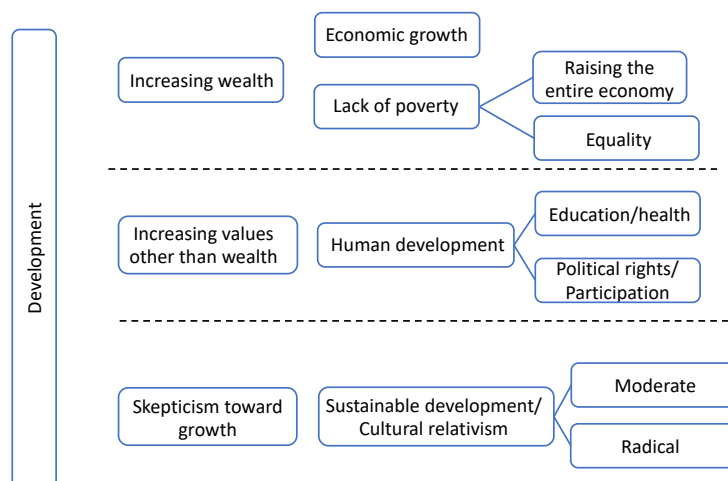 Development
Increasing wealth
Economic growth
Lack of poverty
Raising the
entire economy
Equality
Increasing values
other than wealth
Human development
Education/health
Political rights/
Participation
Skepticism toward
growth
Sustainable development/
Cultural relativism
Moderate
Radical